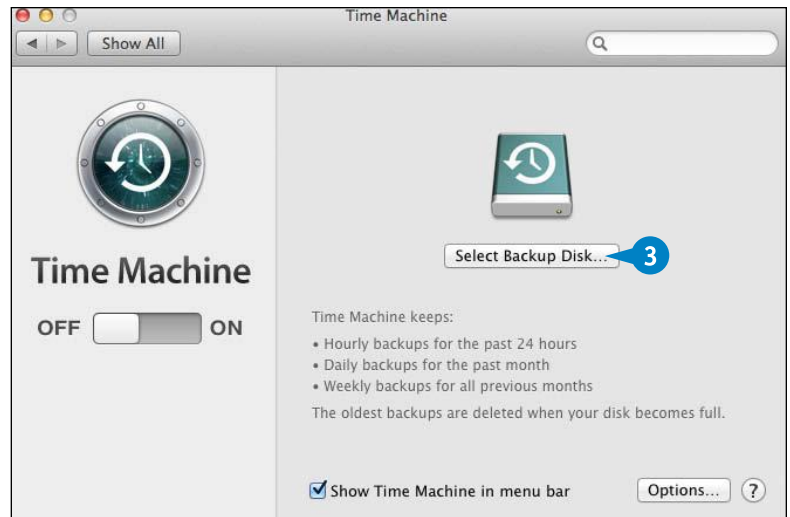 Time Machine
Show All
Select Backup Disk...
3
Time Machine
OFF ON
Time Machine keeps:
• Hourly backups for the past 24 hours
• Daily backups for the past month
• Weekly backups for all previous months
The oldest backups are deleted when your disk becomes full.
Show Time Machine in menu bar
Options... ?